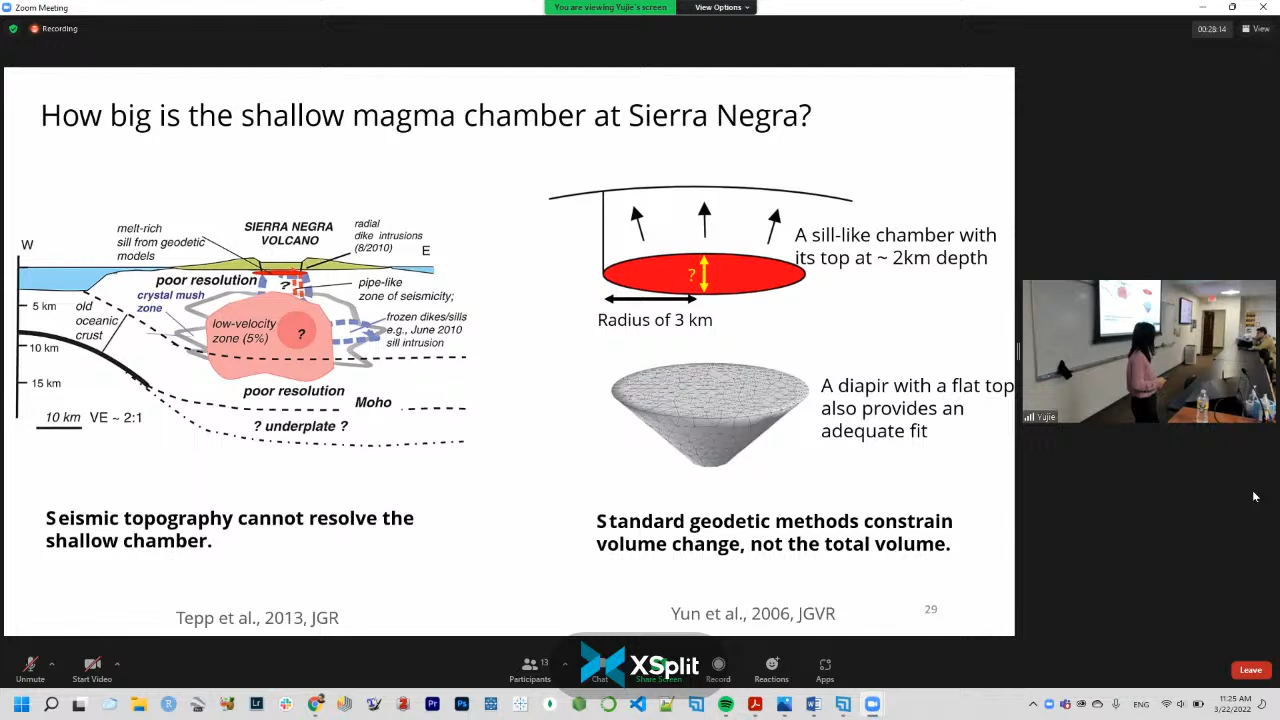 Zoom Meeting
You are viewing Yujie's screen
View Options
Recording
00:28:14
View
How big is the shallow magma chamber at Sierra Negra?
W
melt-rich
sill from geodetic
models
SIERRA NEGRA
VOLCANO
radial
dike intrusions
(8/2010)
E
poor resolution
?
pipe-like
zone of seismicity;
crystal mush
zone
5 km
old
oceanic
crust
low-velocity
zone (5%)
?
frozen dikes/sills
e.g., June 2010
sill intrusion
10 km
15 km
poor resolution
Moho
10 km VE ~ 2:1
? underplate ?
Seismic topography cannot resolve the
shallow chamber.
Tepp et al., 2013, JGR
?
A sill-like chamber with
its top at ~ 2km depth
Radius of 3 km
A diapir with a flat top
also provides an
adequate fit
Standard geodetic methods constrain
volume change, not the total volume.
Yun et al., 2006, JGVR
29
Yujie
Unmute
Start Video
13
Participants
Chat
Share Screen
Record
Reactions
Apps
Leave
XSplit
ENG
11:25 AM
3/22/2022